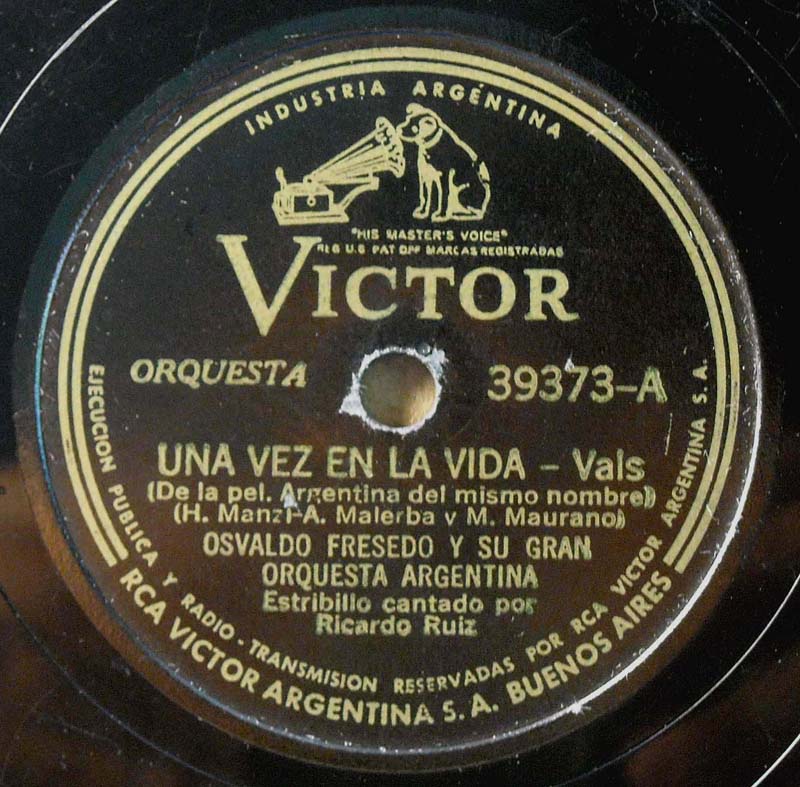 INDUSTRIA ARGENTINA
"HIS MASTER'S VOICE"
REG U.S PAT OFF MARCAS REGISTRADAS
VICTOR
ORQUESTA 39373-A
UNA VEZ EN LA VIDA - Vals
(De la pel. Argentina del mismo nombre)
(H. Manzi-A. Malerba y M. Maurano)
OSVALDO FRESEDO Y SU GRAN
ORQUESTA ARGENTINA
Estribillo cantado por
Ricardo Ruiz
EJECUCION PUBLICA Y RADIO-TRANSMISION RESERVADAS POR RCA VICTOR ARGENTINA S.A.
RCA VICTOR ARGENTINA S.A. BUENOS AIRES